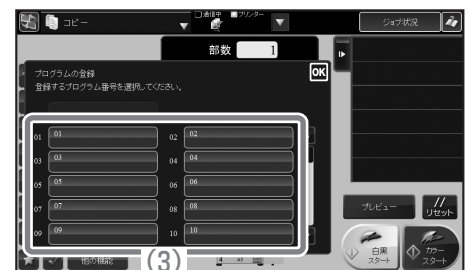 コピー
通信中 プリンター
ジョブ状況
部数 1
プログラムの登録
登録するプログラム番号を選択してください。
OK
01 01 02 02
03 03 04 04
05 05 06 06
07 07 08 08
09 09 10 10
プレビュー
リセット
白黒
スタート
カラー
スタート
他の機能
(3)